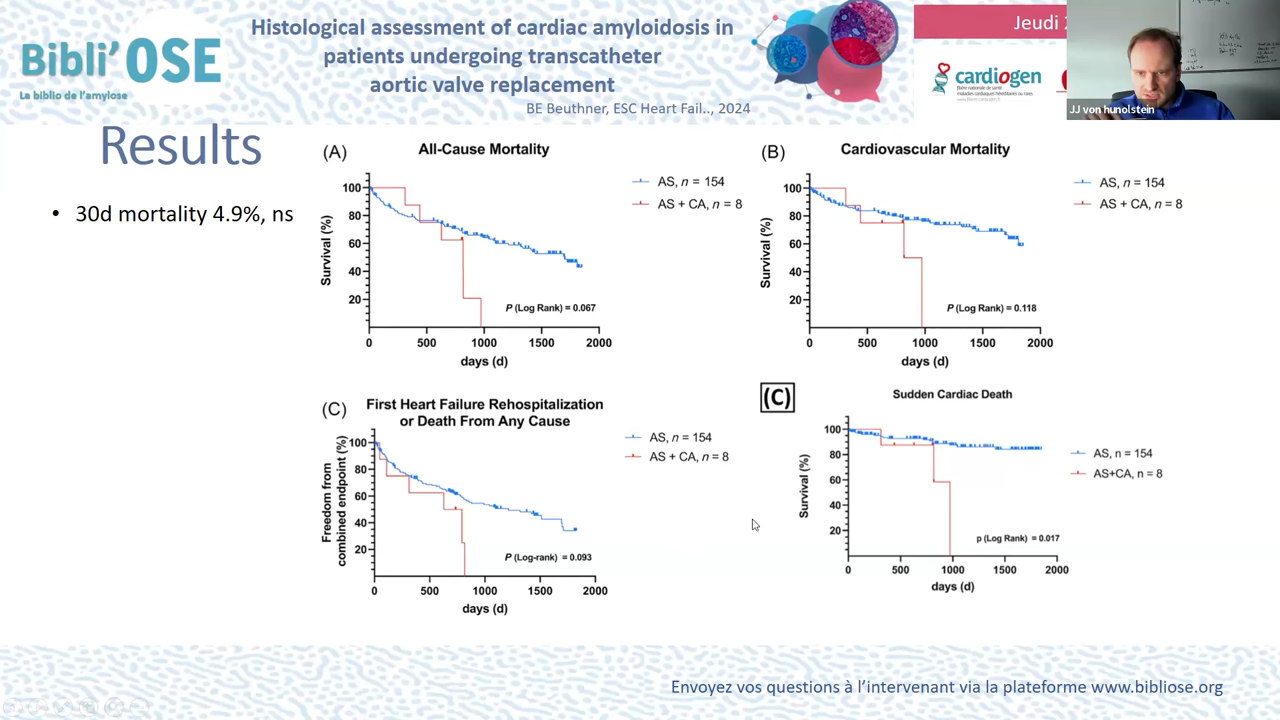 Bibli'OSE
La biblio de l'amylose
Histological assessment of cardiac amyloidosis in
patients undergoing transcatheter
aortic valve replacement
BE Beuthner, ESC Heart Fail.., 2024
Jeudi
cardiogen
filière nationale de santé
maladies cardiaques héréditaires ou rares
JJ von hunolstein
Results
• 30d mortality 4.9%, ns
(A)
All-Cause Mortality
AS, n = 154
AS + CA, n = 8
Survival (%)
100
80
60
40
20
P (Log Rank) = 0.067
0 500 1000 1500 2000
days (d)
(B)
Cardiovascular Mortality
AS, n = 154
AS + CA, n = 8
Survival (%)
100
80
60
40
20
P (Log Rank) = 0.118
0 500 1000 1500 2000
days (d)
(C)
First Heart Failure Rehospitalization
or Death From Any Cause
AS, n = 154
AS + CA, n = 8
Freedom from
combined endpoint (%)
100
80
60
40
20
P (Log-rank) = 0.093
0 500 1000 1500 2000
days (d)
(C)
Sudden Cardiac Death
AS, n = 154
AS+CA, n = 8
Survival (%)
100
80
60
40
20
p (Log Rank) = 0.017
0 500 1000 1500 2000
days (d)
Envoyez vos questions à l'intervenant via la plateforme www.bibliose.org